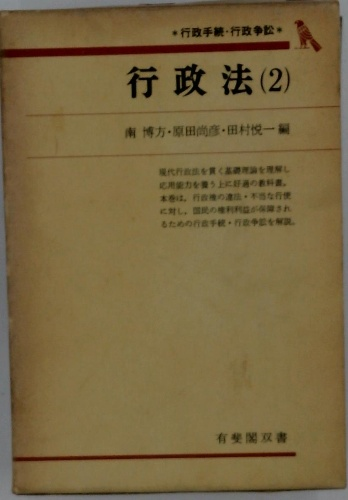 *行政手続・行政争訟*
行政法(2)
南 博方・原田尚彦・田村悦一編
現代行政法を貫く基礎理論を理解し
応用能力を養う上に好適の教科書。
本巻は，行政権の違法・不当な行使
に対し，国民の権利利益が保障され
るための行政手続・行政争訟を解説。
有斐閣双書